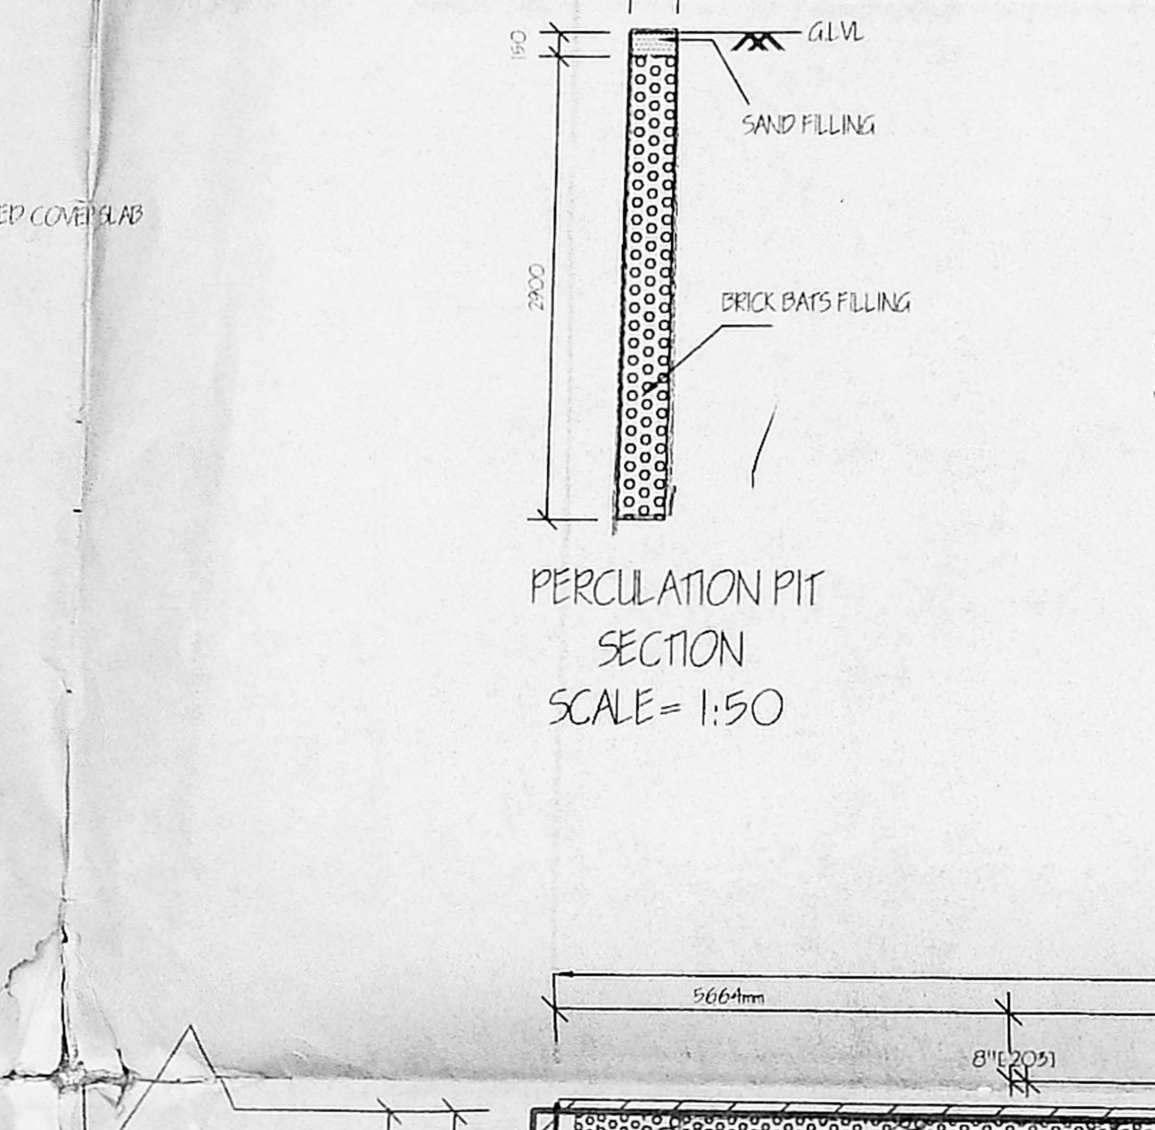 150
G.LVL
SAND FILLING
ED COVER SLAB
2900
BRICK BATS FILLING
PERCULATION PIT
SECTION
SCALE= 1:50
5664mm
8"[203]